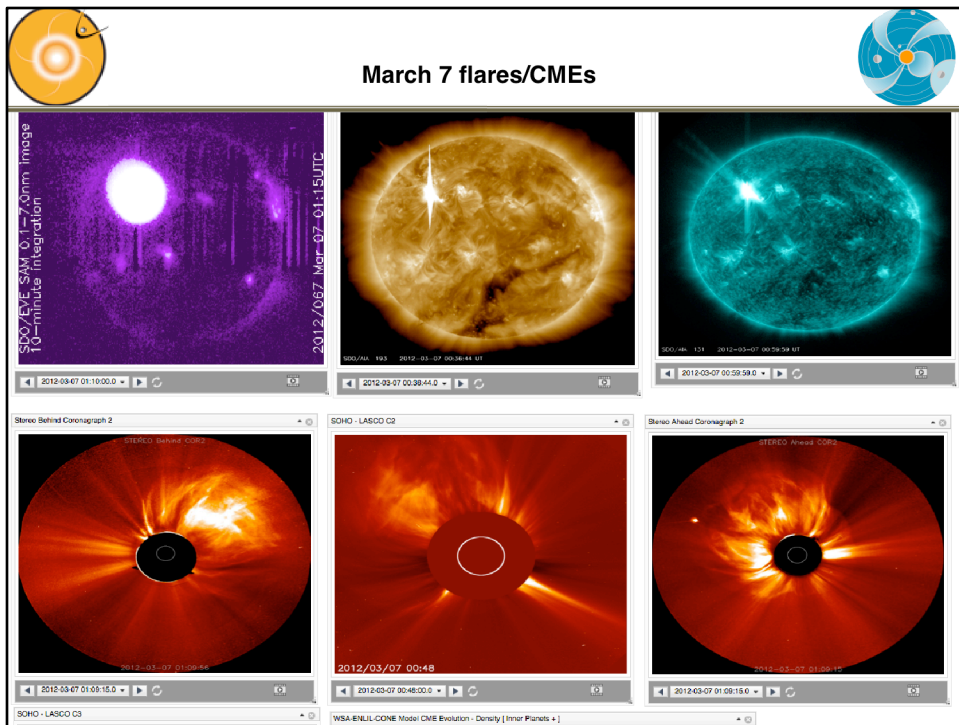 March 7 flares/CMEs
SDO/EVE SAM 0.1-7.0nm image
10-minute integration
2012/067 Mar 07 01:15UTC
SDO/AIA 193 2012-03-07 00:36:44 UT
SDO/AIA 131 2012-03-07 00:59:59 UT
2012-03-07 01:10:00.0
2012-03-07 00:38:44.0
2012-03-07 00:59:59.0
Stereo Behind Coronagraph 2
SOHO - LASCO C2
Stereo Ahead Coronagraph 2
STEREO Behind COR2
STEREO Ahead COR2
2012-03-07 01:09:56
2012/03/07 00:48
2012-03-07 01:09:15
2012-03-07 01:09:15.0
2012-03-07 00:48:00.0
2012-03-07 01:09:15.0
SOHO - LASCO C3
WSA-ENLIL-CONE Model CME Evolution - Density [ Inner Planets + ]